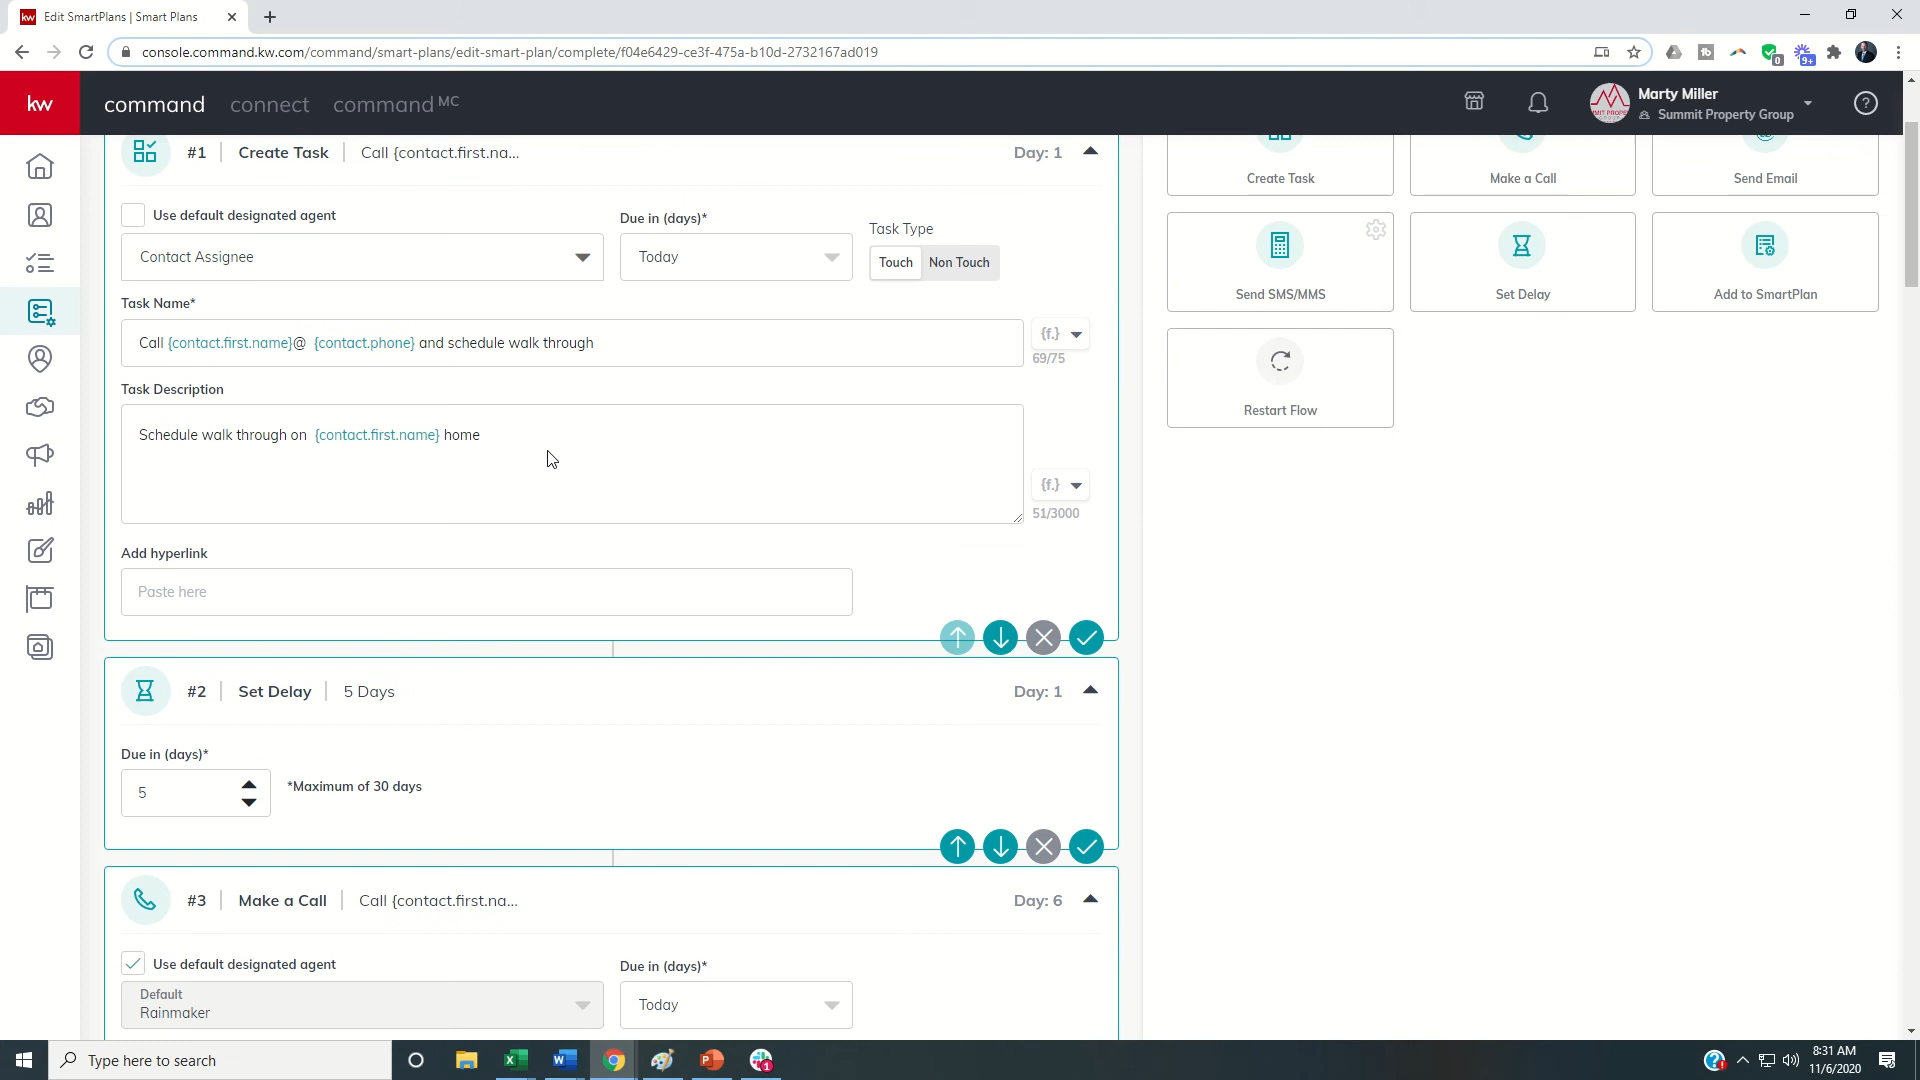 kw Edit SmartPlans | Smart Plans
console.command.kw.com/command/smart-plans/edit-smart-plan/complete/f04e6429-ce3f-475a-b10d-2732167ad019
0
9+
kw command connect command MC
Marty Miller
Summit Property Group
?
#1 Create Task Call {contact.first.na... Day: 1
Create Task
Make a Call
Send Email
Use default designated agent
Contact Assignee
Due in (days)*
Today
Task Type
Touch Non Touch
Send SMS/MMS
Set Delay
Add to SmartPlan
Task Name*
Call {contact.first.name}@ {contact.phone} and schedule walk through
{f.}
69/75
Restart Flow
Task Description
Schedule walk through on {contact.first.name} home
{f.}
51/3000
Add hyperlink
Paste here
#2 Set Delay 5 Days Day: 1
Due in (days)*
5
*Maximum of 30 days
#3 Make a Call Call {contact.first.na... Day: 6
Use default designated agent
Default
Rainmaker
Due in (days)*
Today
Type here to search
1
8:31 AM
11/6/2020